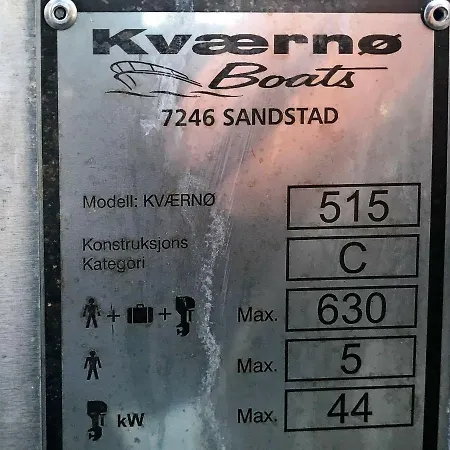 Kværnø
Boats
7246 SANDSTAD
Modell: KVÆRNØ 515
Konstruksjons
Kategori C
+ + Max. 630
Max. 5
kW Max. 44